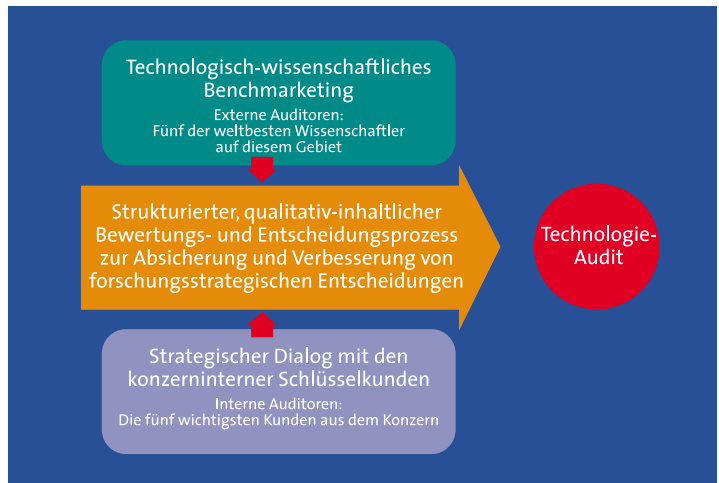 Technologisch-wissenschaftliches
Benchmarketing
Externe Auditoren:
Fünf der weltbesten Wissenschaftler
auf diesem Gebiet
Strukturierter, qualitativ-inhaltlicher
Bewertungs- und Entscheidungsprozess
zur Absicherung und Verbesserung von
forschungsstrategischen Entscheidungen
Technologie-
Audit
Strategischer Dialog mit den
konzerninterner Schlüsselkunden
Interne Auditoren:
Die fünf wichtigsten Kunden aus dem Konzern